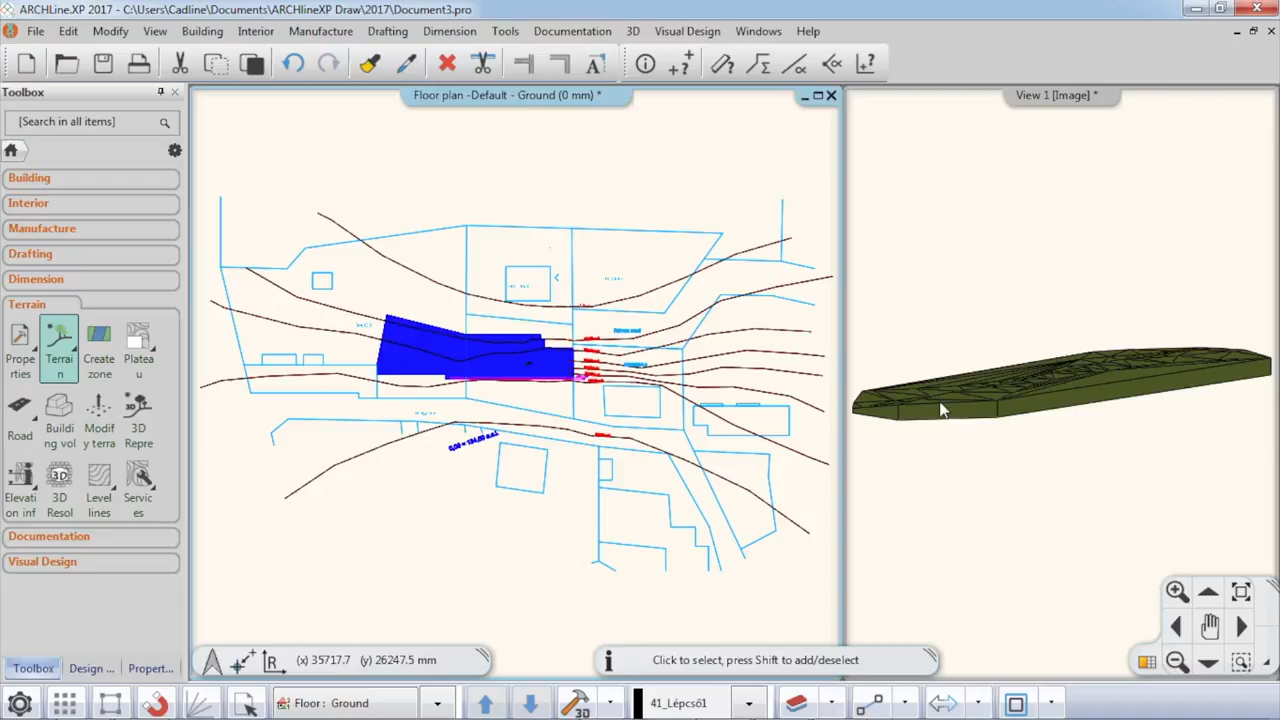 ARCHLine.XP 2017 - C:\Users\Cadline\Documents\ARCHlineXP Draw\2017\Document3.pro
File Edit Modify View Building Interior Manufacture Drafting Dimension Tools Documentation 3D Visual Design Windows Help
Toolbox
Floor plan -Default - Ground (0 mm) *
View 1 [Image] *
[Search in all items]
Building
Interior
Manufacture
Drafting
Dimension
Terrain
Prope
rties
Terrai
n
Create
zone
Platea
u
Road
Buildi
ng vol
Modif
y terra
3D
Repre
Elevati
on inf
3D
Resol
Level
lines
Servic
es
Documentation
Visual Design
Toolbox Design ... Propert...
(x) 35717.7 (y) 26247.5 mm
Click to select, press Shift to add/deselect
Floor : Ground
3D
41_Lépcső1